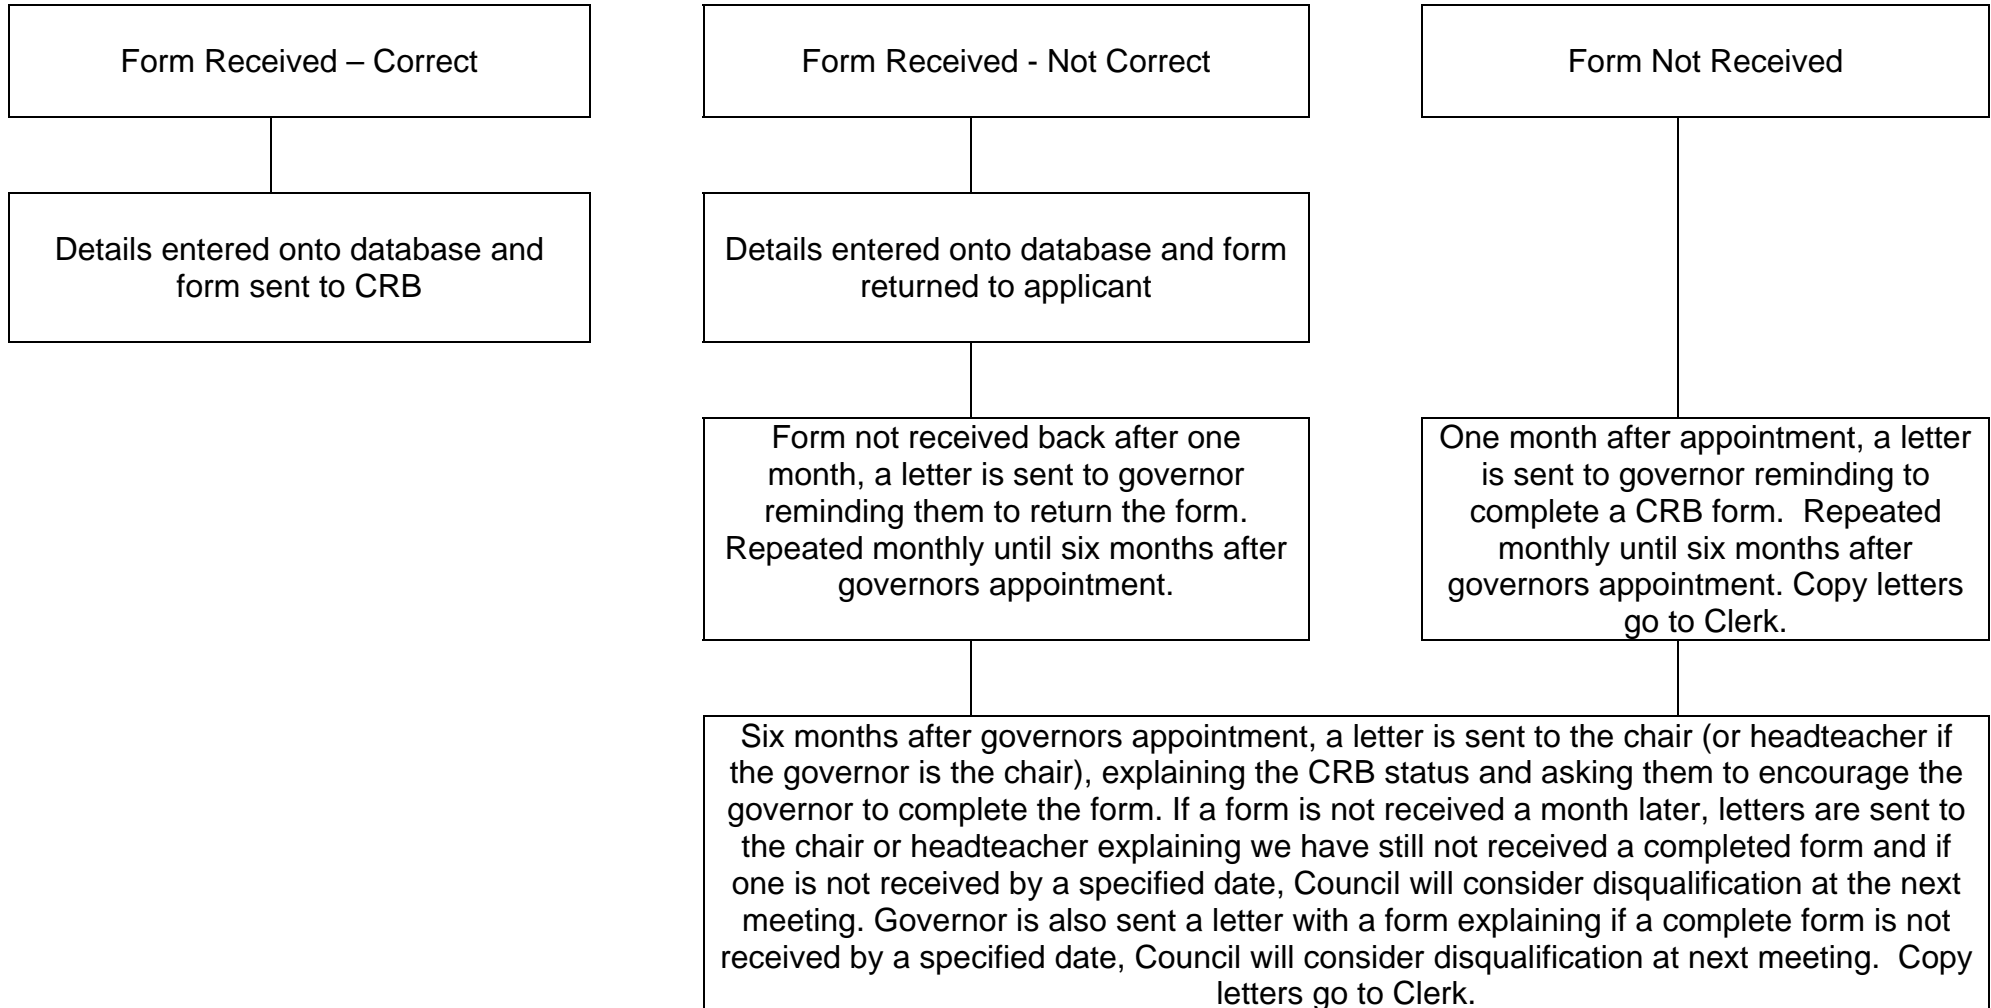 Form Received – Correct
Form Received - Not Correct
Form Not Received
Details entered onto database and
form sent to CRB
Details entered onto database and form
returned to applicant
Form not received back after one
month, a letter is sent to governor
reminding them to return the form.
Repeated monthly until six months after
governors appointment.
One month after appointment, a letter
is sent to governor reminding to
complete a CRB form.  Repeated
monthly until six months after
governors appointment. Copy letters
go to Clerk.
Six months after governors appointment, a letter is sent to the chair (or headteacher if
the governor is the chair), explaining the CRB status and asking them to encourage the
governor to complete the form. If a form is not received a month later, letters are sent to
the chair or headteacher explaining we have still not received a completed form and if
one is not received by a specified date, Council will consider disqualification at the next
meeting. Governor is also sent a letter with a form explaining if a complete form is not
received by a specified date, Council will consider disqualification at next meeting.  Copy
letters go to Clerk.